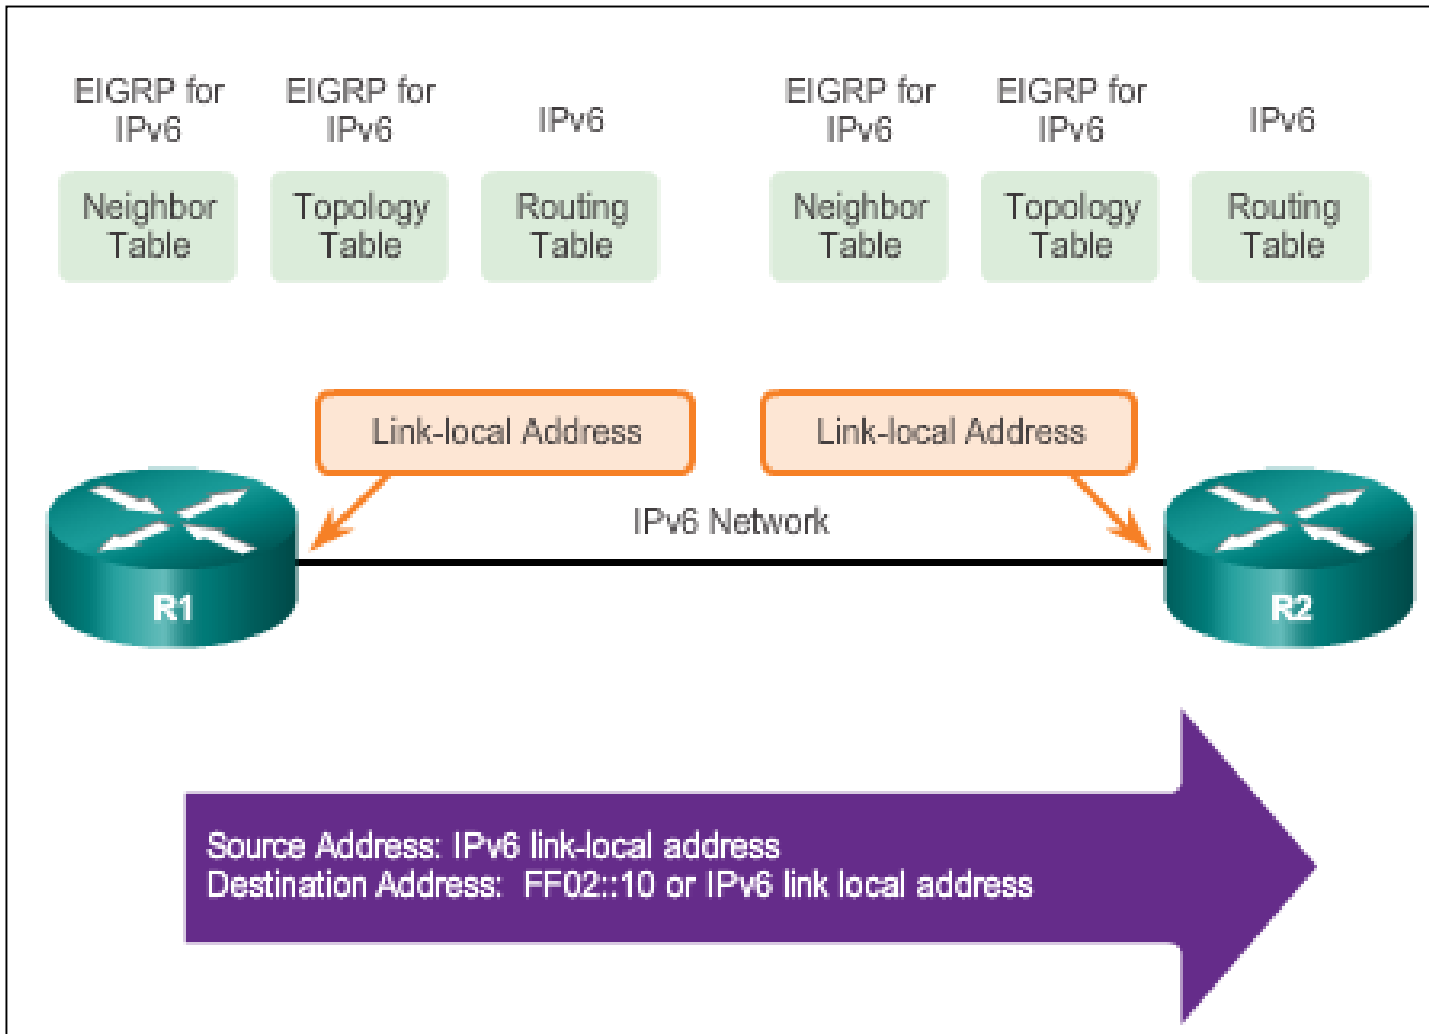 EIGRP for
IPv6
EIGRP for
IPv6
IPv6
EIGRP for
IPv6
EIGRP for
IPv6
IPv6
Neighbor
Table
Topology
Table
Routing
Table
Neighbor
Table
Topology
Table
Routing
Table
Link-local Address
Link-local Address
IPv6 Network
R1
R2
Source Address: IPv6 link-local address
Destination Address: FF02::10 or IPv6 link local address